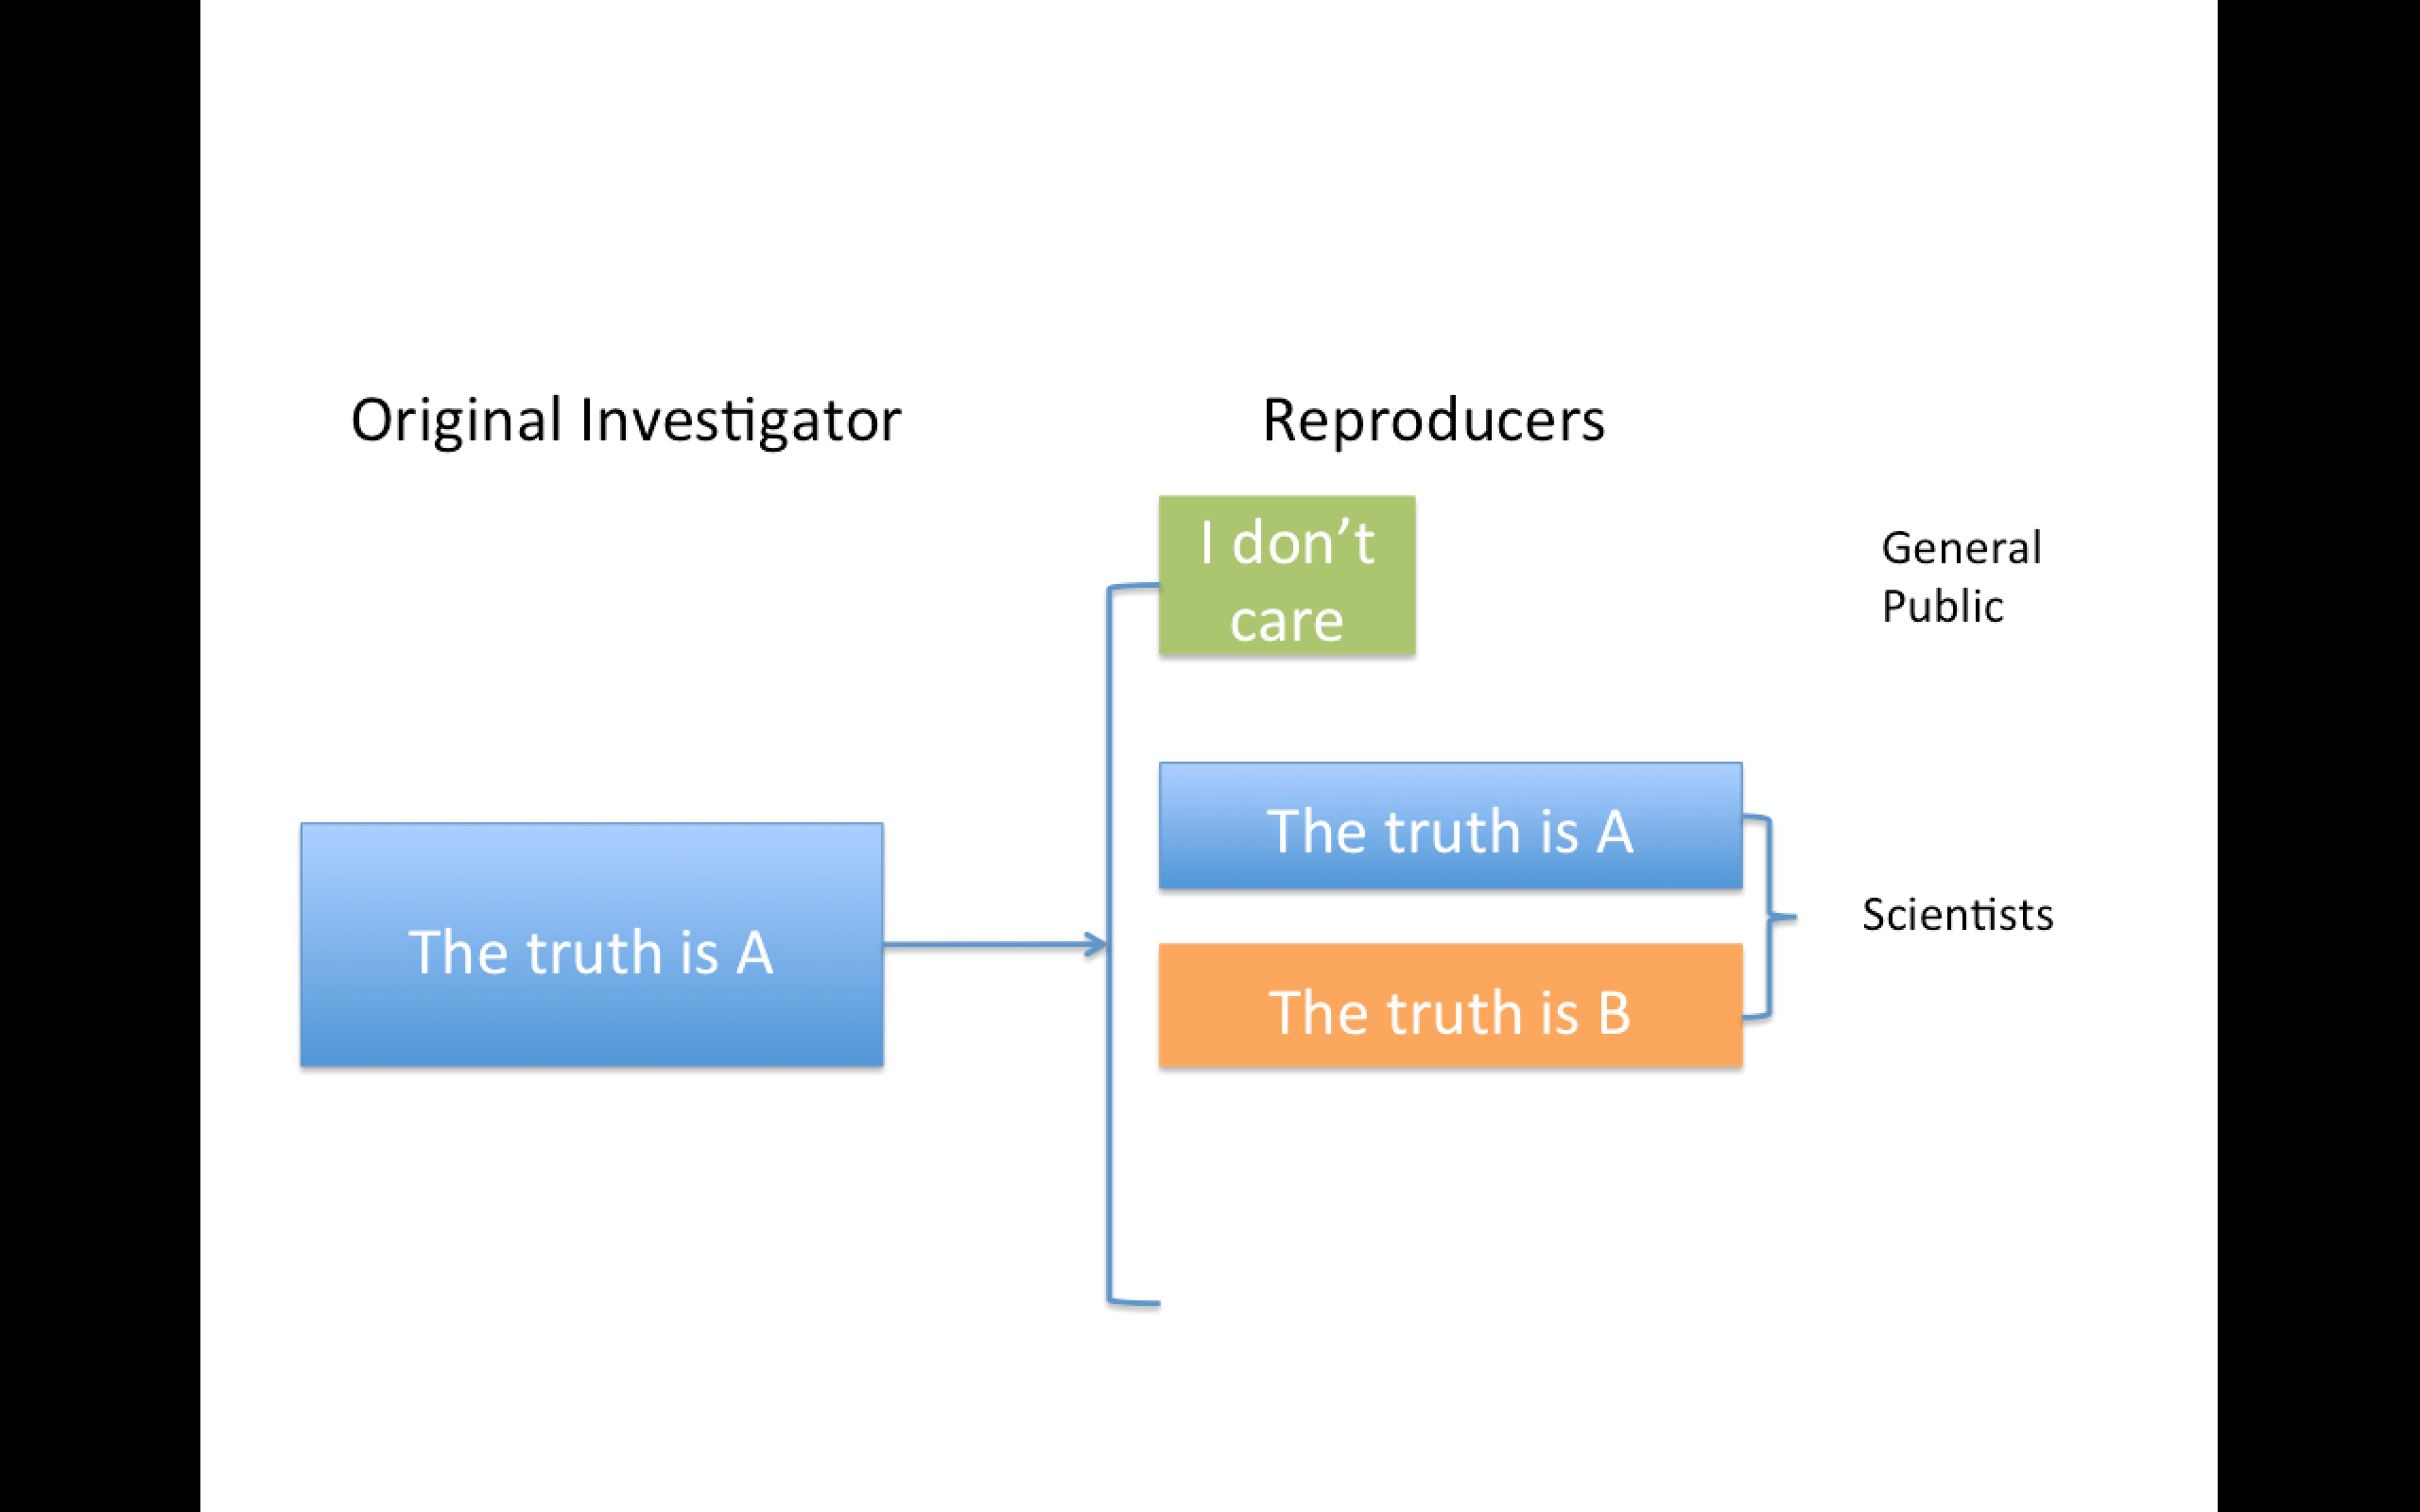 Original Investigator
Reproducers
I don’t
care
General
Public
The truth is A
The truth is A
Scientists
The truth is B